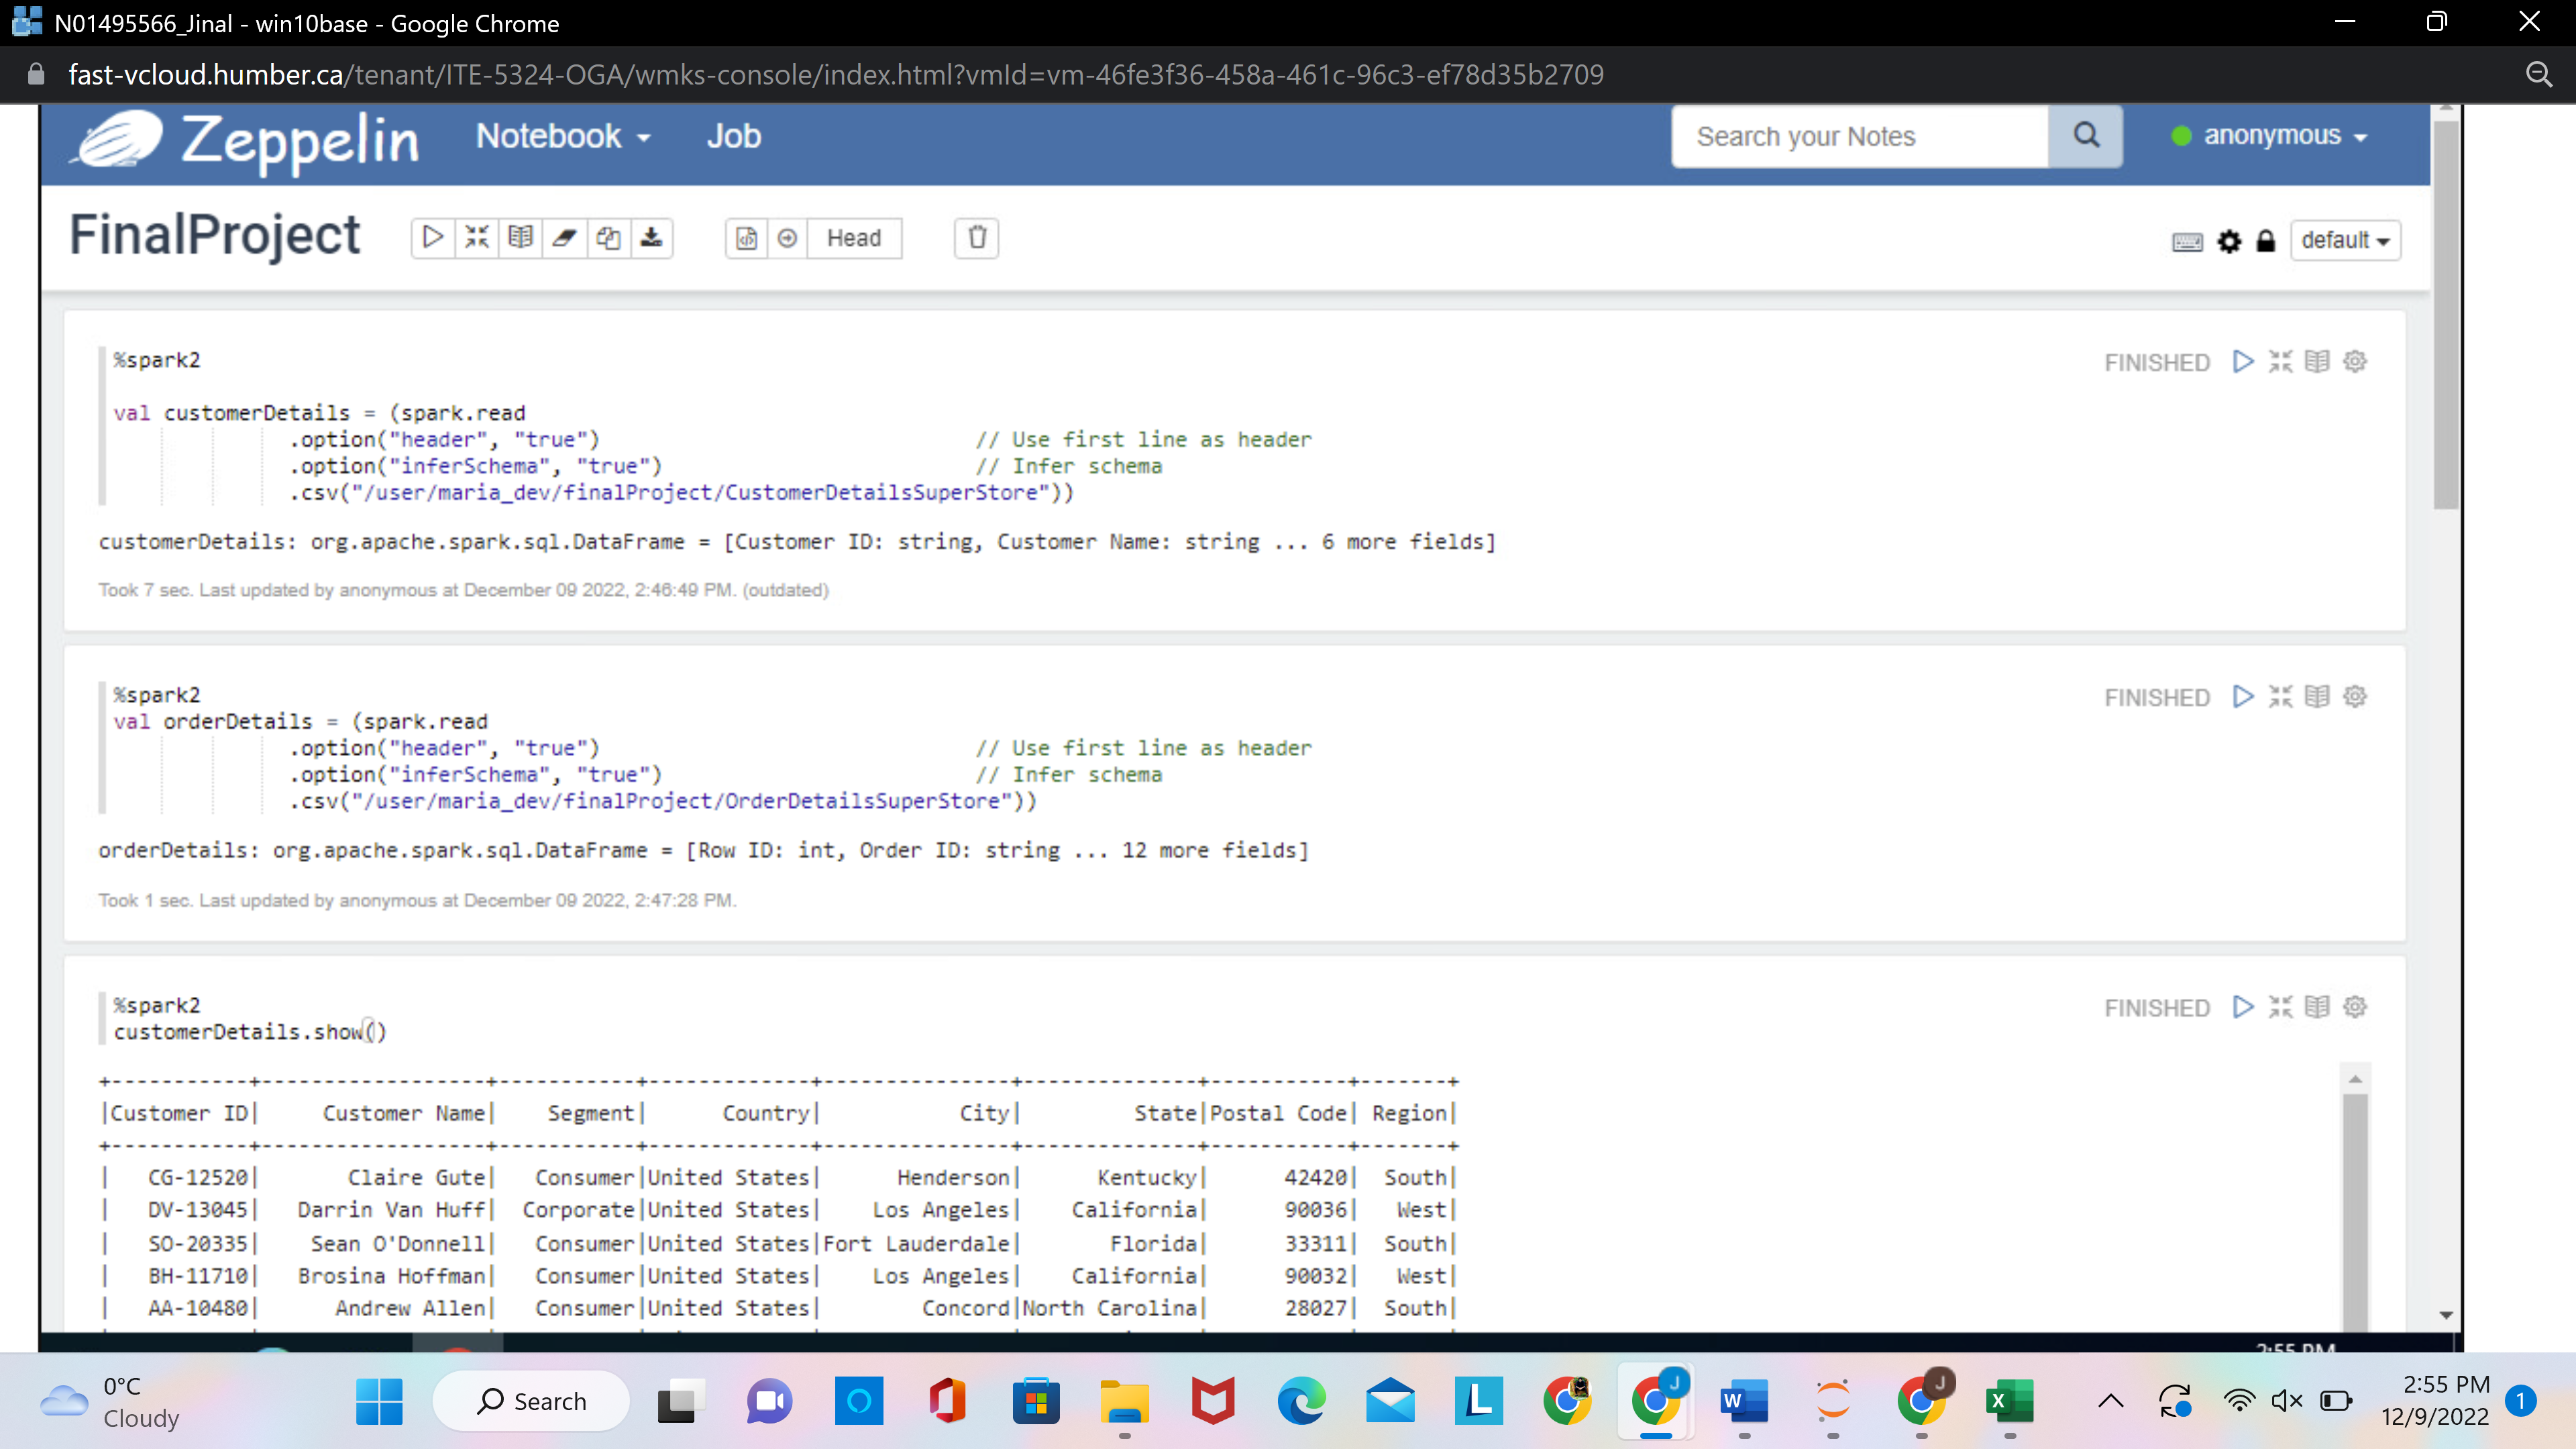 N01495566_Jinal - win10base - Google Chrome
fast-vcloud.humber.ca/tenant/ITE-5324-OGA/wmks-console/index.html?vmId=vm-46fe3f36-458a-461c-96c3-ef78d35b2709
Zeppelin Notebook Job Search your Notes anonymous
FinalProject Head default
%spark2 FINISHED
val customerDetails = (spark.read
.option("header", "true") // Use first line as header
.option("inferSchema", "true") // Infer schema
.csv("/user/maria_dev/finalProject/CustomerDetailsSuperStore"))
customerDetails: org.apache.spark.sql.DataFrame = [Customer ID: string, Customer Name: string ... 6 more fields]
Took 7 sec. Last updated by anonymous at December 09 2022, 2:46:49 PM. (outdated)
%spark2 FINISHED
val orderDetails = (spark.read
.option("header", "true") // Use first line as header
.option("inferSchema", "true") // Infer schema
.csv("/user/maria_dev/finalProject/OrderDetailsSuperStore"))
orderDetails: org.apache.spark.sql.DataFrame = [Row ID: int, Order ID: string ... 12 more fields]
Took 1 sec. Last updated by anonymous at December 09 2022, 2:47:28 PM.
%spark2 FINISHED
customerDetails.show()
+-----------+------------------+-----------+-------------+---------------+--------------+-----------+-------+
|Customer ID|     Customer Name|    Segment|      Country|           City|         State|Postal Code| Region|
+-----------+------------------+-----------+-------------+---------------+--------------+-----------+-------+
|   CG-12520|       Claire Gute|   Consumer|United States|      Henderson|      Kentucky|      42420|  South|
|   DV-13045|   Darrin Van Huff|  Corporate|United States|    Los Angeles|    California|      90036|   West|
|   SO-20335|    Sean O'Donnell|   Consumer|United States|Fort Lauderdale|       Florida|      33311|  South|
|   BH-11710|   Brosina Hoffman|   Consumer|United States|    Los Angeles|    California|      90032|   West|
|   AA-10480|      Andrew Allen|   Consumer|United States|        Concord|North Carolina|      28027|  South|
2:55 PM
0°C
Cloudy
Search
2:55 PM
12/9/2022
1